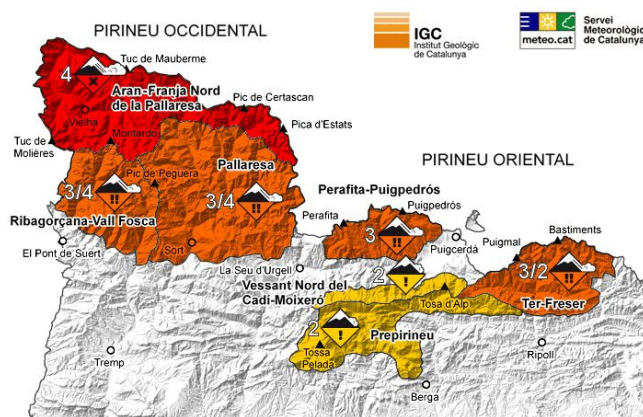 PIRINEU OCCIDENTAL
IGC
Institut Geològic
de Catalunya
meteo.cat
Servei
Meteorològic
de Catalunya
Tuc de Mauberme
4
Aran-Franja Nord
de la Pallaresa
Pic de Certascan
Vielha
Pica d'Estats
Tuc de
Molières
Montardo
Pallaresa
PIRINEU ORIENTAL
Pic de Peguera
3/4
3/4
Perafita-Puigpedrós
Ribagorçana-Vall Fosca
Perafita
Puigpedrós
Bastiments
El Pont de Suert
Sort
3
Puigcerdà
Puigmal
La Seu d'Urgell
2
3/2
Vessant Nord del
Cadí-Moixeró
Tosa d'Alp
Ter-Freser
2
Prepirineu
Tossa
Pelada
Tremp
Ripoll
Berga